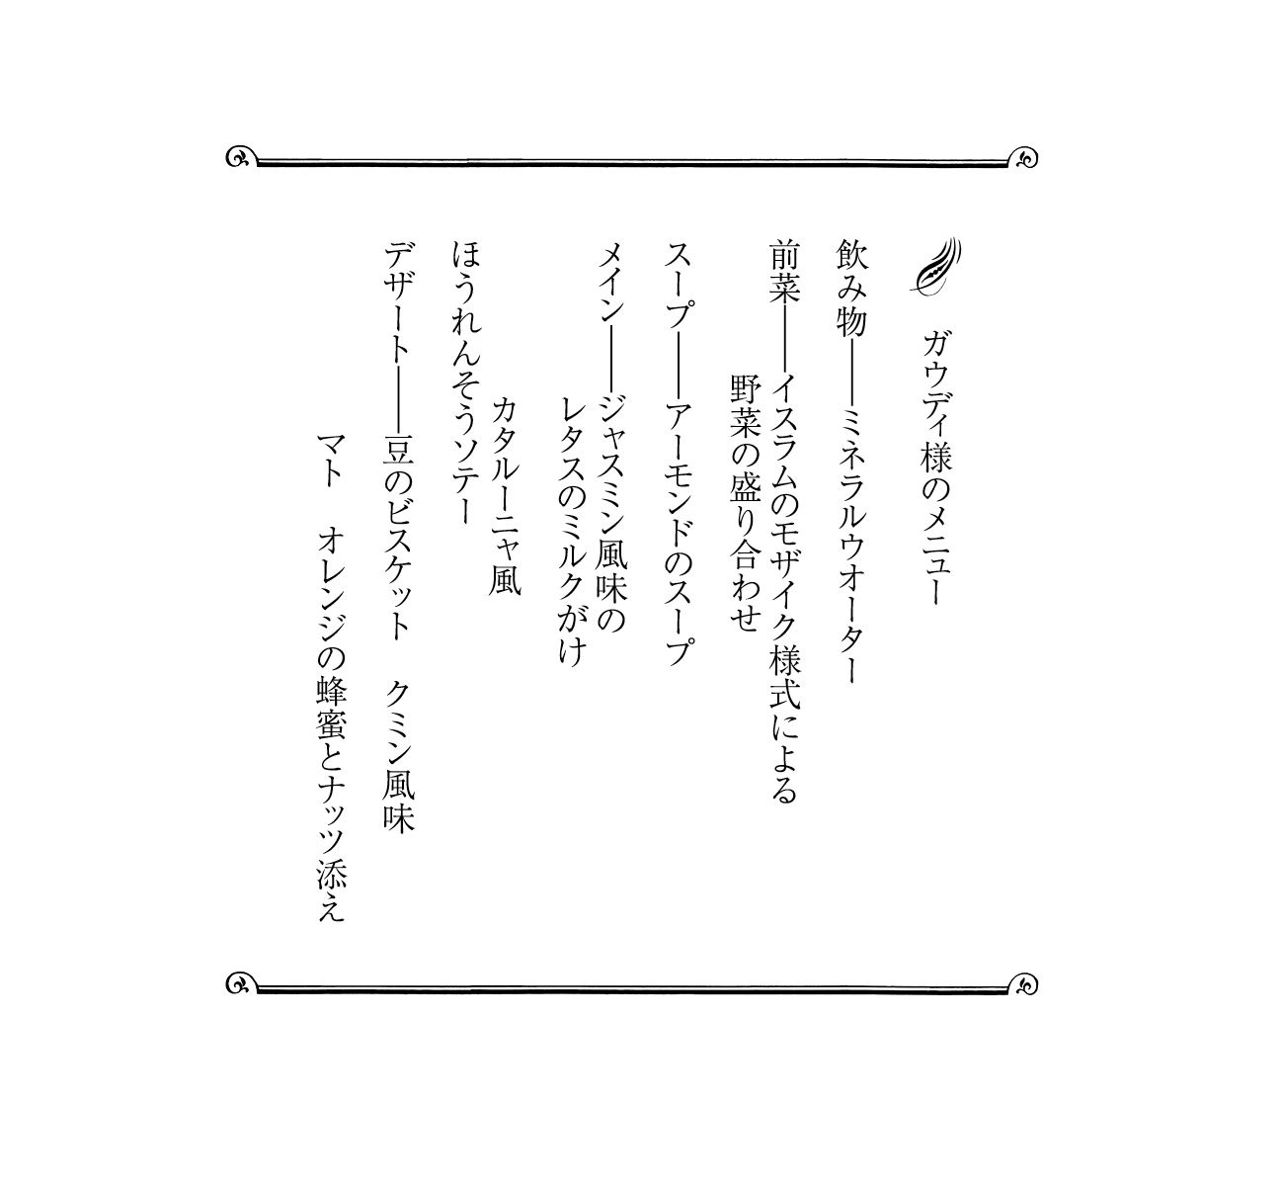 ガウディ様のメニュー
飲み物――ミネラルウオーター
前菜――イスラムのモザイク様式による
野菜の盛り合わせ
スープ――アーモンドのスープ
メイン――ジャスミン風味の
レタスのミルクがけ
カタルーニャ風
ほうれんそうソテー
デザート――豆のビスケット　クミン風味
マト　オレンジの蜂蜜とナッツ添え